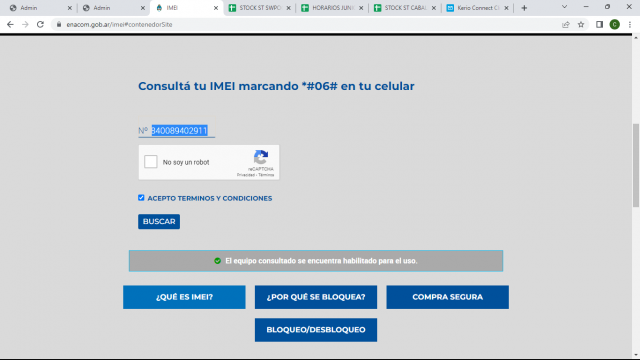 Admin
Admin
IMEI
STOCK ST SWPO
HORARIOS JUNI
STOCK ST CABAL
Kerio Connect Cl
enacom.gob.ar/imei#contenedorSite
C
Consultá tu IMEI marcando *#06# en tu celular
Nº 340089402911
No soy un robot
reCAPTCHA
Privacidad - Términos
ACEPTO TERMINOS Y CONDICIONES
BUSCAR
El equipo consultado se encuentra habilitado para el uso.
¿QUÉ ES IMEI?
¿POR QUÉ SE BLOQUEA?
COMPRA SEGURA
BLOQUEO/DESBLOQUEO